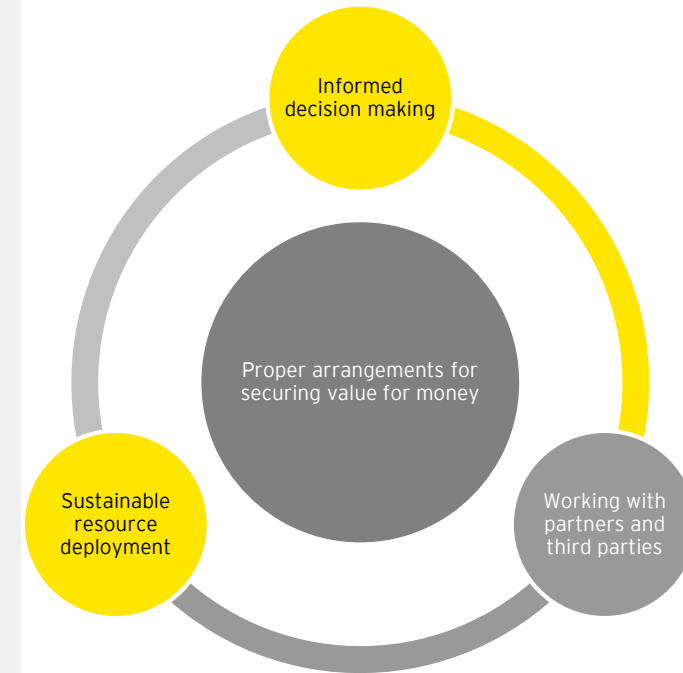 Informed
decision making
Proper arrangements for
securing value for money
Sustainable
resource
deployment
Working with
partners and
third parties